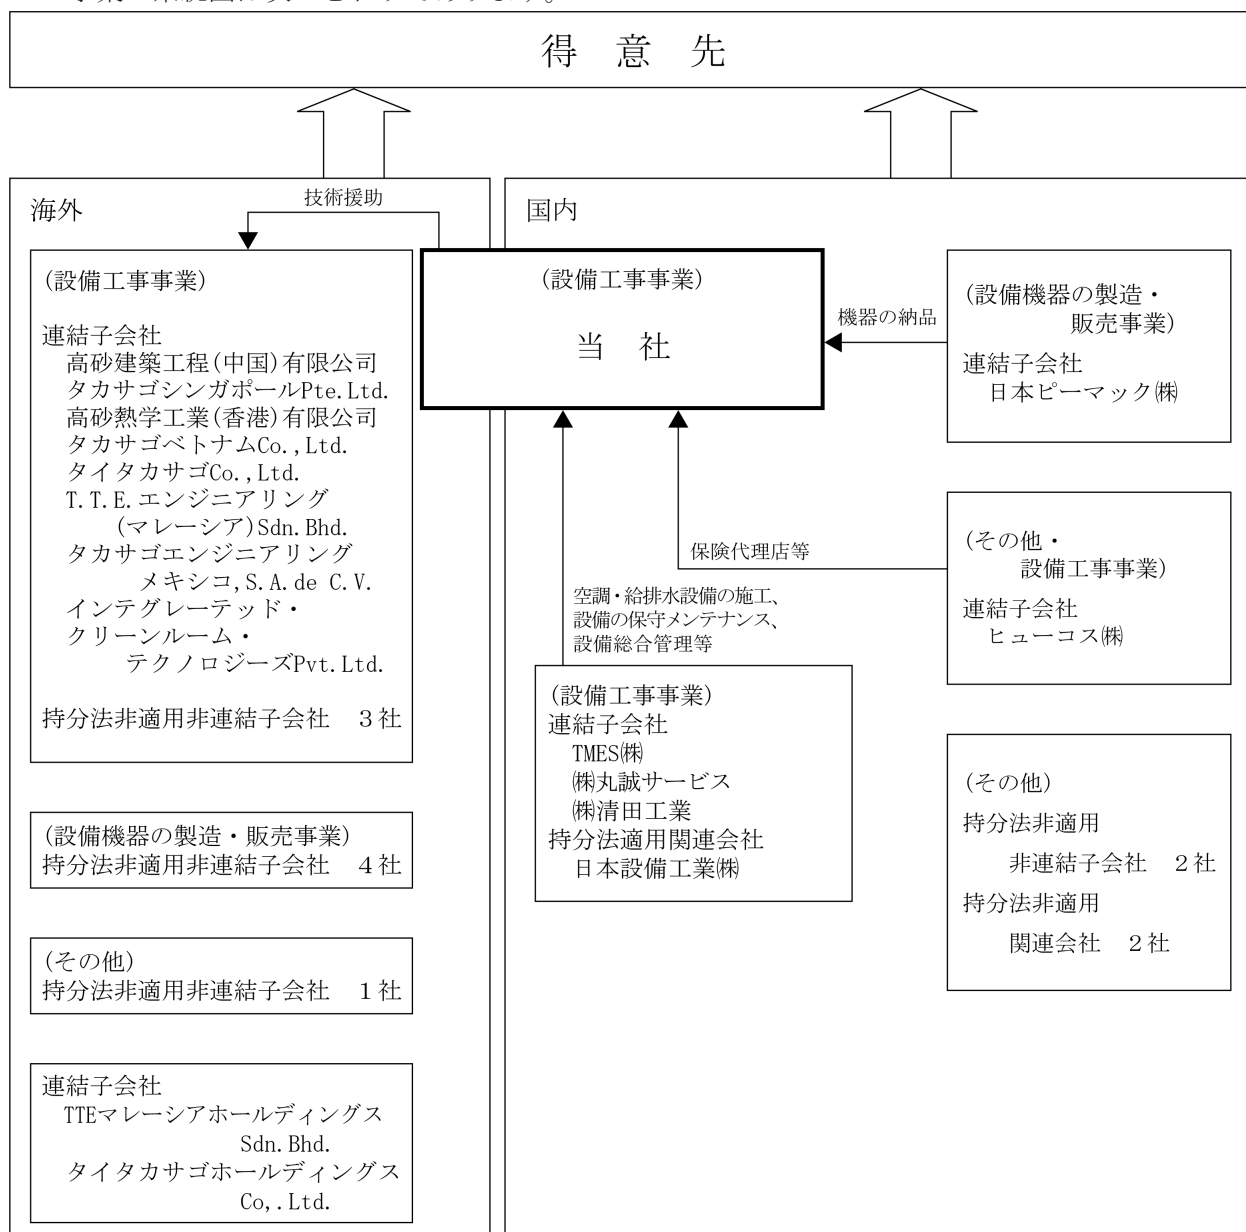 得 意 先
海外
技術援助
(設備工事事業)
連結子会社
高砂建築工程(中国)有限公司
タカサゴシンガポールPte.Ltd.
高砂熱学工業(香港)有限公司
タカサゴベトナムCo.,Ltd.
タイタカサゴCo.,Ltd.
T.T.E.エンジニアリング
(マレーシア)Sdn.Bhd.
タカサゴエンジニアリング
メキシコ,S.A.de C.V.
インテグレーテッド・
クリーンルーム・
テクノロジーズPvt.Ltd.
持分法非適用非連結子会社 3社
(設備機器の製造・販売事業)
持分法非適用非連結子会社 4社
(その他)
持分法非適用非連結子会社 1社
連結子会社
TTEマレーシアホールディングス
Sdn.Bhd.
タイタカサゴホールディングス
Co,.Ltd.
国内
(設備工事事業)
当 社
機器の納品
(設備機器の製造・
販売事業)
連結子会社
日本ピーマック㈱
保険代理店等
(その他・
設備工事事業)
連結子会社
ヒューコス㈱
空調・給排水設備の施工、
設備の保守メンテナンス、
設備総合管理等
(設備工事事業)
連結子会社
TMES㈱
㈱丸誠サービス
㈱清田工業
持分法適用関連会社
日本設備工業㈱
(その他)
持分法非適用
非連結子会社 2社
持分法非適用
関連会社 2社